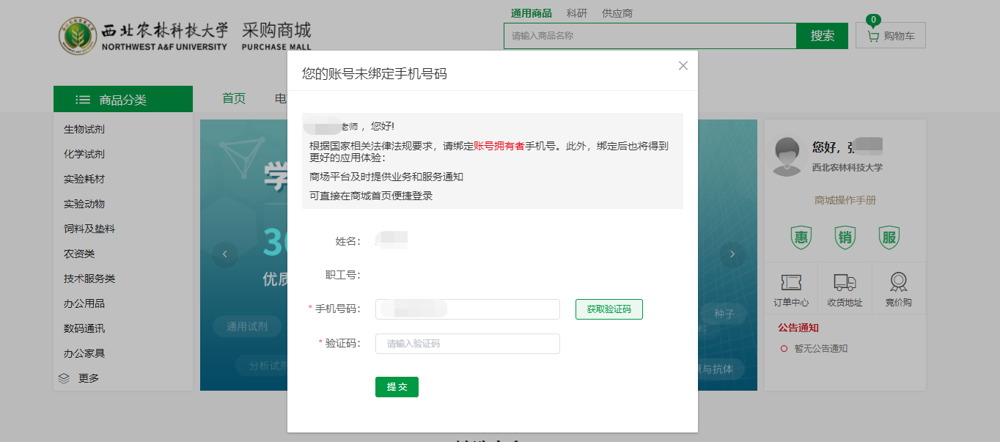 通用商品 科研 供应商
西北农林科技大学 采购商城
NORTHWEST A&F UNIVERSITY PURCHASE MALL
请输入商品名称 搜索 0 购物车
您的账号未绑定手机号码
商品分类 首页 电
老师，您好!
根据国家相关法律法规要求，请绑定账号拥有者手机号。此外，绑定后也将得到
更好的应用体验：
商场平台及时提供业务和服务通知
可直接在商城首页便捷登录
姓名：
职工号：
* 手机号码： 获取验证码
* 验证码： 请输入验证码
提交
生物试剂
化学试剂
实验耗材
实验动物
饲料及垫料
农资类
技术服务类
办公用品
数码通讯
办公家具
更多
学
30
优质
通用试剂
分析试剂
种子
料
与抗体
您好，张
西北农林科技大学
商城操作手册
惠 销 服
订单中心 收货地址 竞价购
公告通知
暂无公告通知